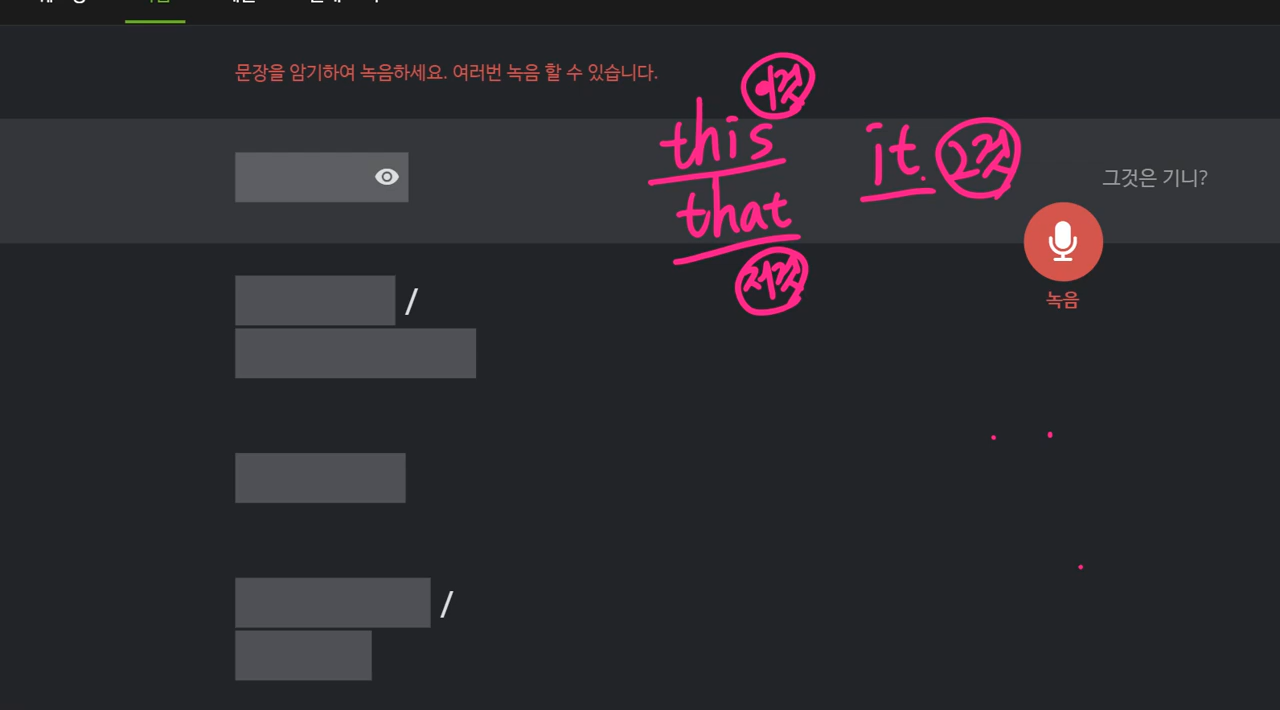 문장을 암기하여 녹음하세요. 여러번 녹음 할 수 있습니다.
이것
this
it. 그것
그것은 기니?
that
저것
녹음
/
/